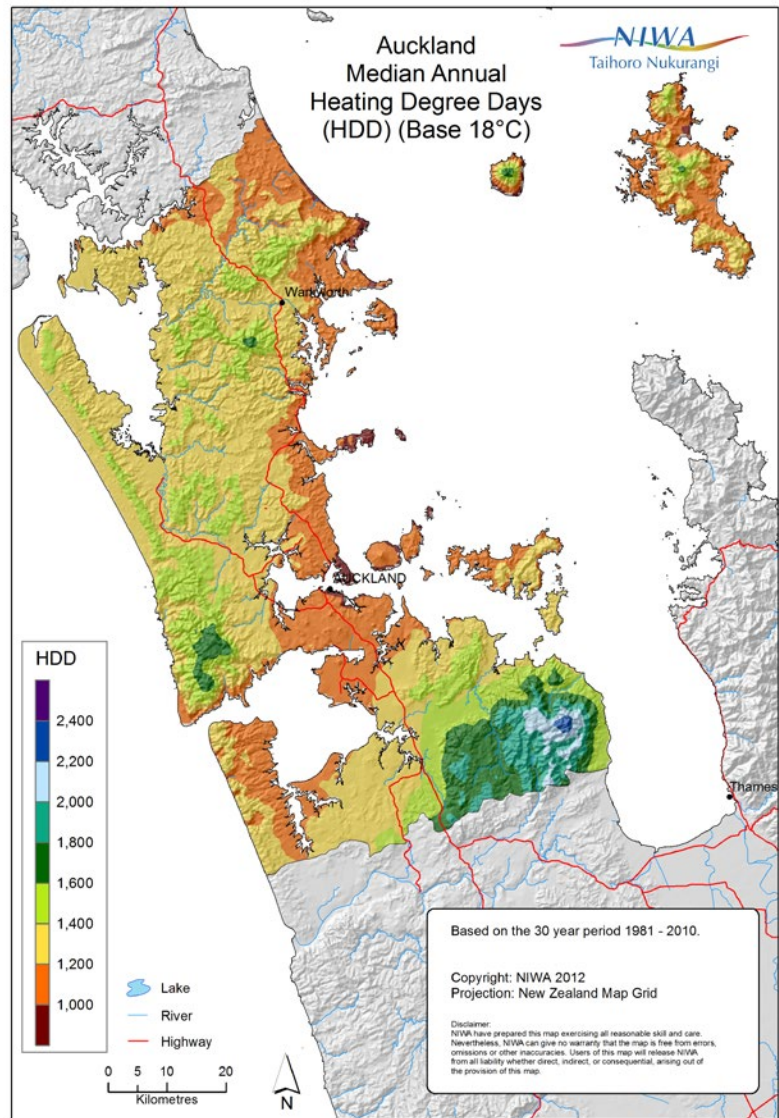 Auckland
Median Annual
Heating Degree Days
(HDD) (Base 18°C)
NIWA
Taihoro Nukurangi
Warkworth
AUCKLAND
Thames
HDD
2,400
2,200
2,000
1,800
1,600
1,400
1,200
1,000
Lake
River
Highway
0 5 10 20
Kilometres
N
Based on the 30 year period 1981 - 2010.
Copyright: NIWA 2012
Projection: New Zealand Map Grid
Disclaimer:
NIWA have prepared this map exercising all reasonable skill and care.
Nevertheless, NIWA can give no warranty that the map is free from errors,
omissions or other inaccuracies. Users of this map will release NIWA
from all liability whether direct, indirect, or consequential, arising out of
the provision of this map.